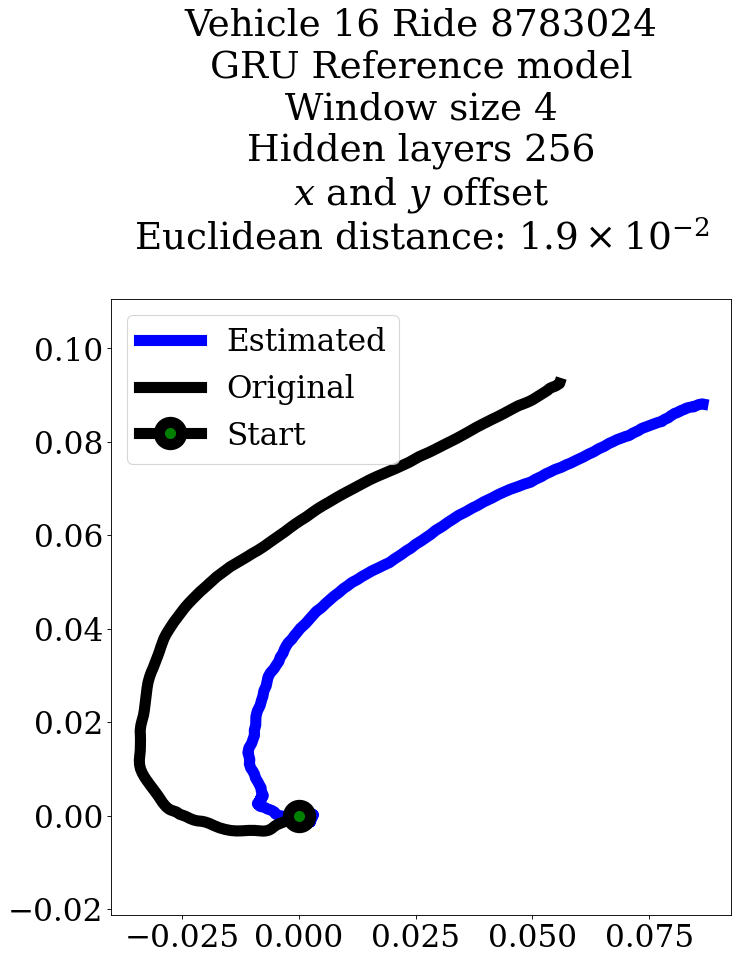 Vehicle 16 Ride 8783024
GRU Reference model
Window size 4
Hidden layers 256
x and y offset
Euclidean distance: 1.9 × 10⁻²
Estimated
Original
Start
0.10
0.08
0.06
0.04
0.02
0.00
−0.02
−0.025 0.000 0.025 0.050 0.075